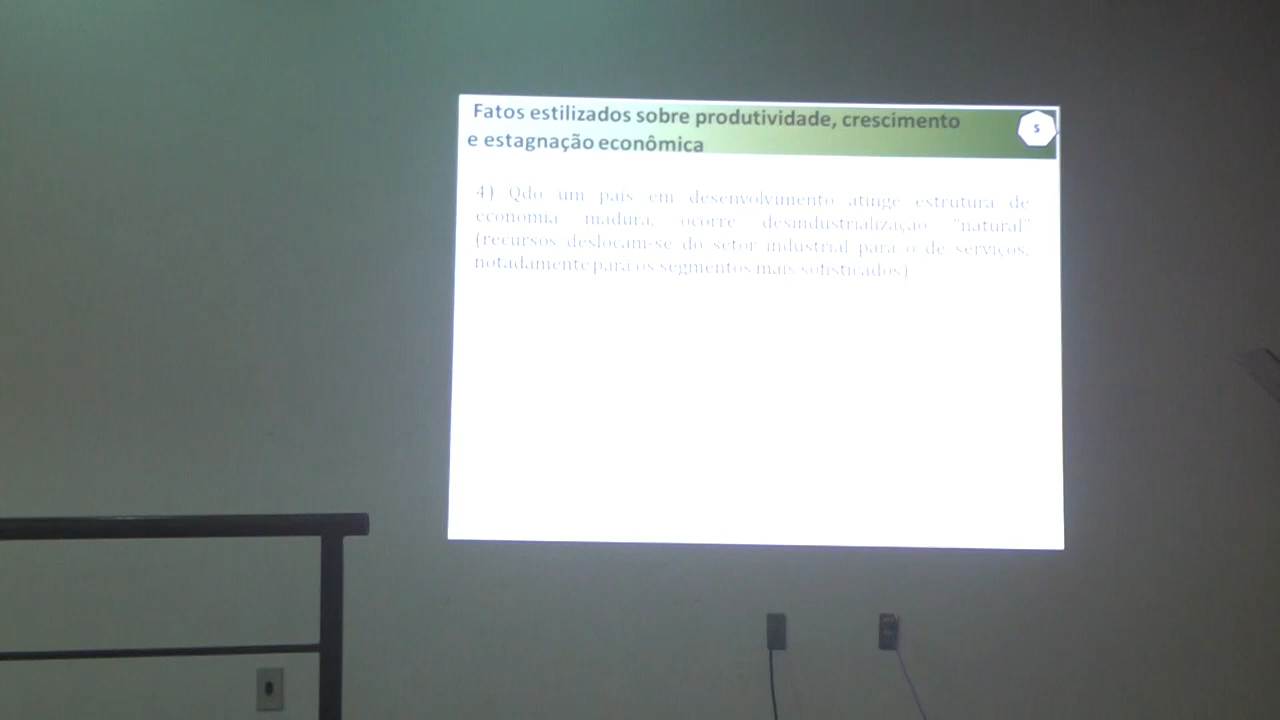 Fatos estilizados sobre produtividade, crescimento
e estagnação econômica
5
4) Qdo um país em desenvolvimento atinge estrutura de
economia madura, ocorre desindustrialização "natural"
(recursos deslocam-se do setor industrial para o de serviços,
notadamente para os segmentos mais sofisticados)